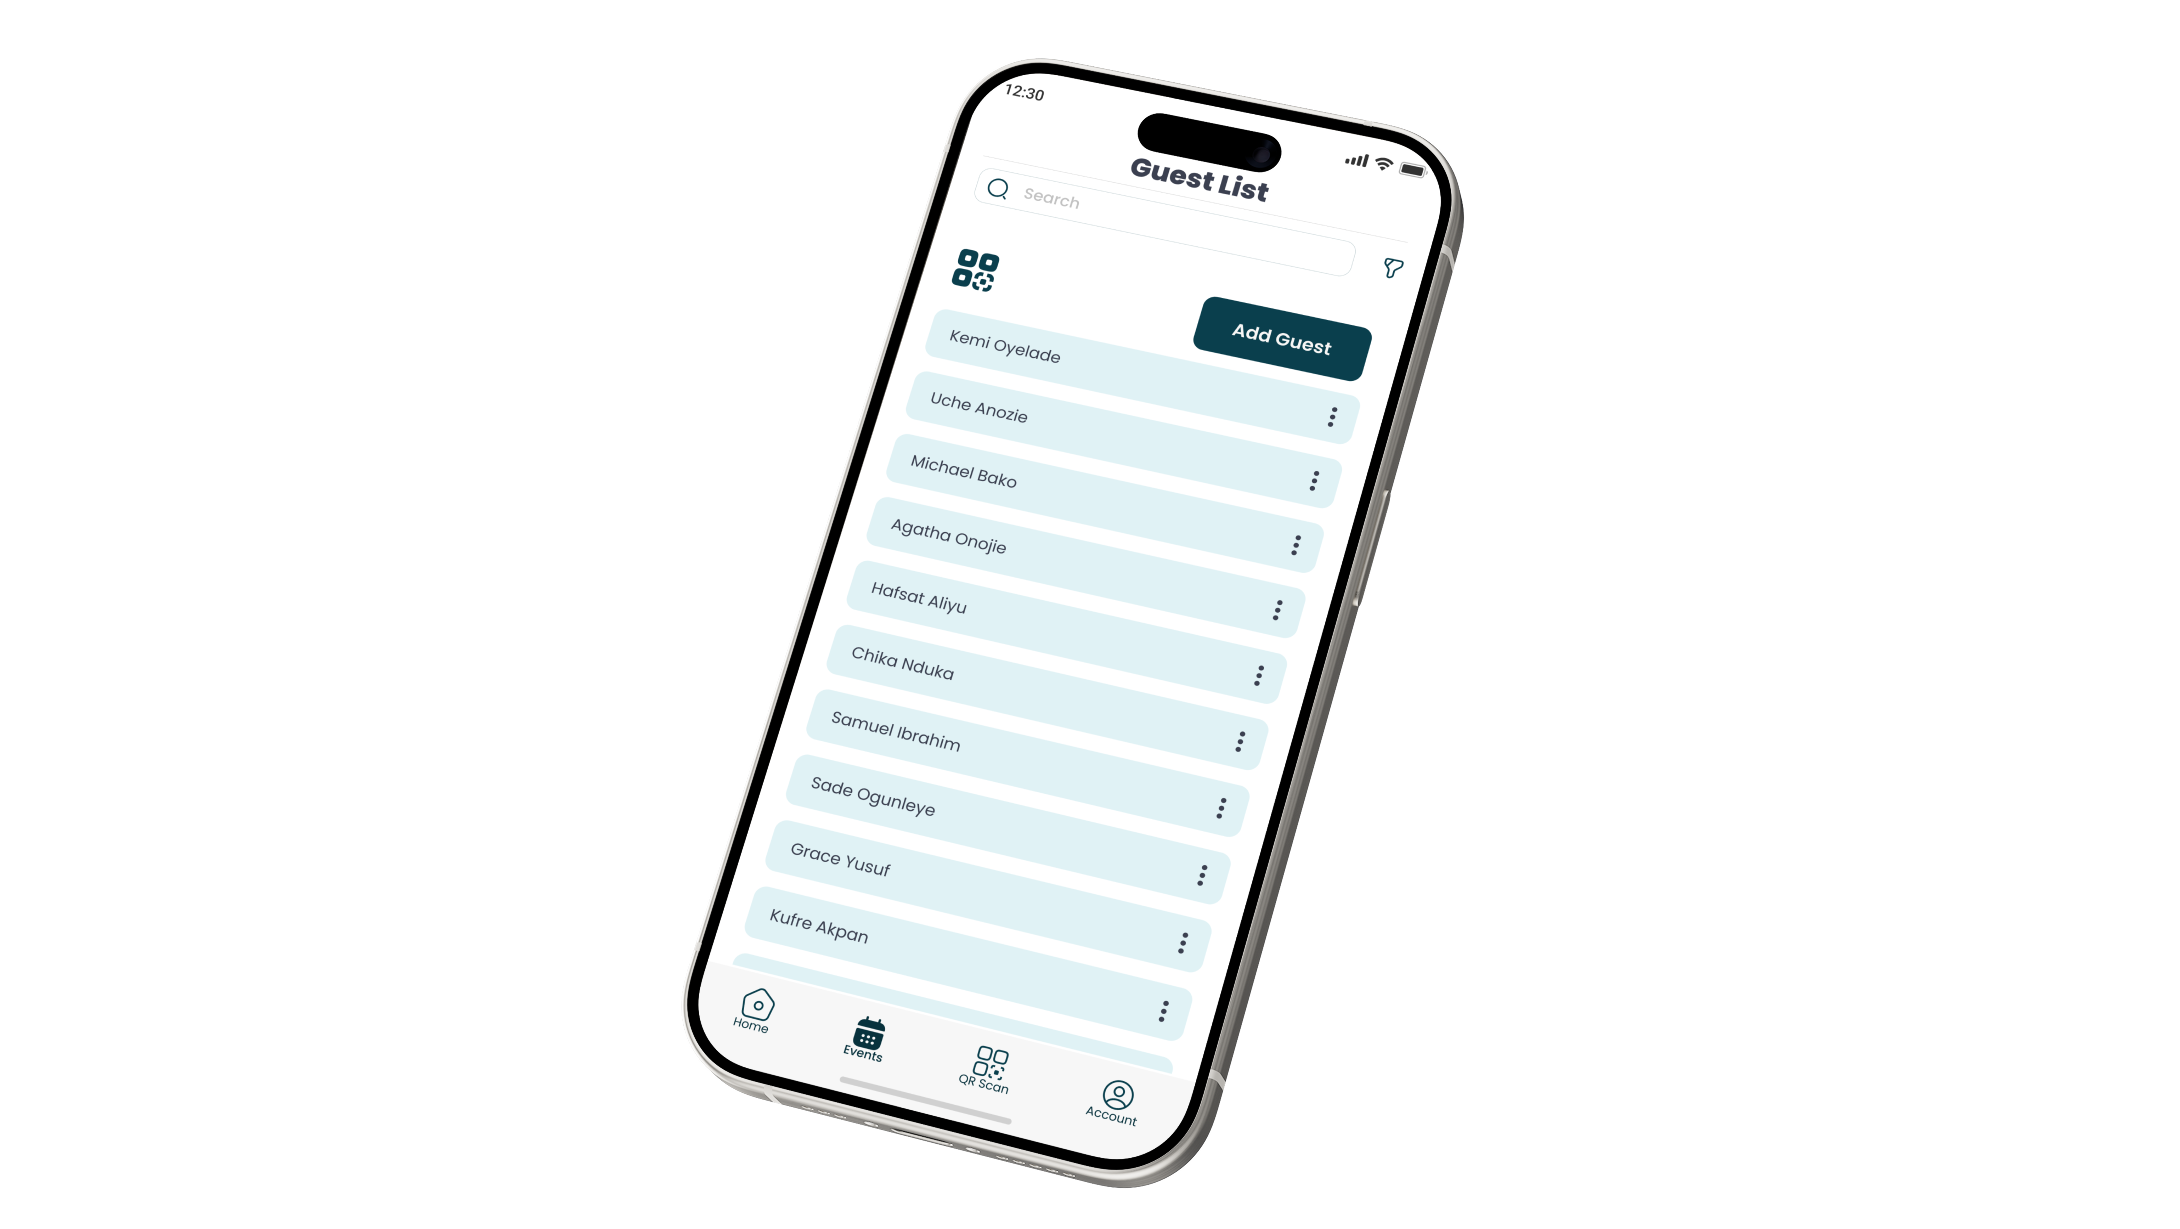 12:30
Guest List
Search
Add Guest
Kemi Oyelade
Uche Anozie
Michael Bako
Agatha Onojie
Hafsat Aliyu
Chika Nduka
Samuel Ibrahim
Sade Ogunleye
Grace Yusuf
Kufre Akpan
Home
Events
QR Scan
Account